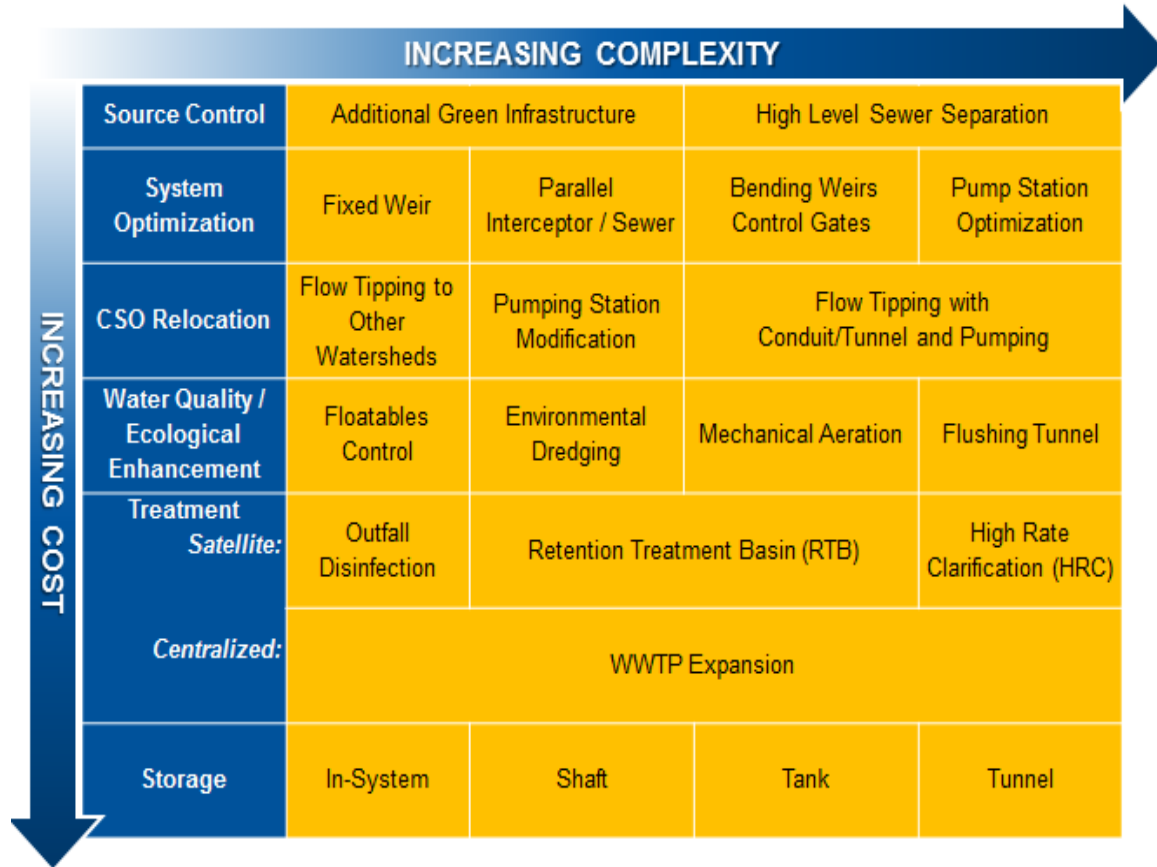 INCREASING COMPLEXITY
INCREASING COST
Source Control
Additional Green Infrastructure
High Level Sewer Separation
System
Optimization
Fixed Weir
Parallel
Interceptor / Sewer
Bending Weirs
Control Gates
Pump Station
Optimization
CSO Relocation
Flow Tipping to
Other
Watersheds
Pumping Station
Modification
Flow Tipping with
Conduit/Tunnel and Pumping
Water Quality /
Ecological
Enhancement
Floatables
Control
Environmental
Dredging
Mechanical Aeration
Flushing Tunnel
Treatment
Satellite:
Outfall
Disinfection
Retention Treatment Basin (RTB)
High Rate
Clarification (HRC)
Centralized:
WWTP Expansion
Storage
In-System
Shaft
Tank
Tunnel